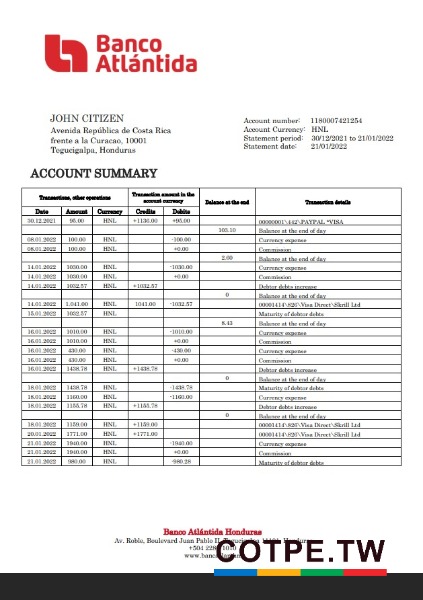 Banco
Atlántida
JOHN CITIZEN
Avenida República de Costa Rica
frente a la Curacao, 10001
Togucigalpa, Honduras
Account number: 1180007421254
Account Currency: HNL
Statement period: 30/12/2021 to 21/01/2022
Statement date: 21/01/2022
ACCOUNT SUMMARY
Transactions, other operations Transaction amount in the account currency Balance at the end Transaction details
Date Amount Currency Credits Debits
30.12.2021 95.00 HNL +1136.00 +95.00 00000001\442\PAYPAL *VISA
103.10 Balance at the end of day
08.01.2022 100.00 HNL -100.00 Currency expense
08.01.2022 100.00 HNL +0.00 Commission
2.00 Balance at the end of day
14.01.2022 1030.00 HNL -1030.00 Currency expense
14.01.2022 1030.00 HNL +0.00 Commission
14.01.2022 1032.57 HNL +1032.57 Debtor debts increase
0 Balance at the end of day
14.01.2022 1.041.00 HNL 1041.00 -1032.57 00001414\826\Visa Direct\Skrill Ltd
15.01.2022 1032.57 HNL Maturity of debtor debts
8.43 Balance at the end of day
16.01.2022 1010.00 HNL -1010.00 Currency expense
16.01.2022 1010.00 HNL +0.00 Commission
16.01.2022 430.00 HNL -430.00 Currency expense
16.01.2022 430.00 HNL +0.00 Commission
16.01.2022 1438.78 HNL +1438.78 Debtor debts increase
0 Balance at the end of day
18.01.2022 1438.78 HNL -1438.78 Maturity of debtor debts
18.01.2022 1160.00 HNL -1160.00 Currency expense
18.01.2022 1155.78 HNL +1155.78 Debtor debts increase
0 Balance at the end of day
18.01.2022 1159.00 HNL +1159.00 00001414\826\Visa Direct\Skrill Ltd
20.01.2022 1771.00 HNL +1771.00 00001414\826\Visa Direct\Skrill Ltd
21.01.2022 1940.00 HNL -1940.00 Currency expense
21.01.2022 1940.00 HNL +0.00 Commission
21.01.2022 980.00 HNL -980.28 Maturity of debtor debts
Banco Atlántida Honduras
Av. Roble, Boulevard Juan Pablo II,
+504
www.banc
COTPE.TW